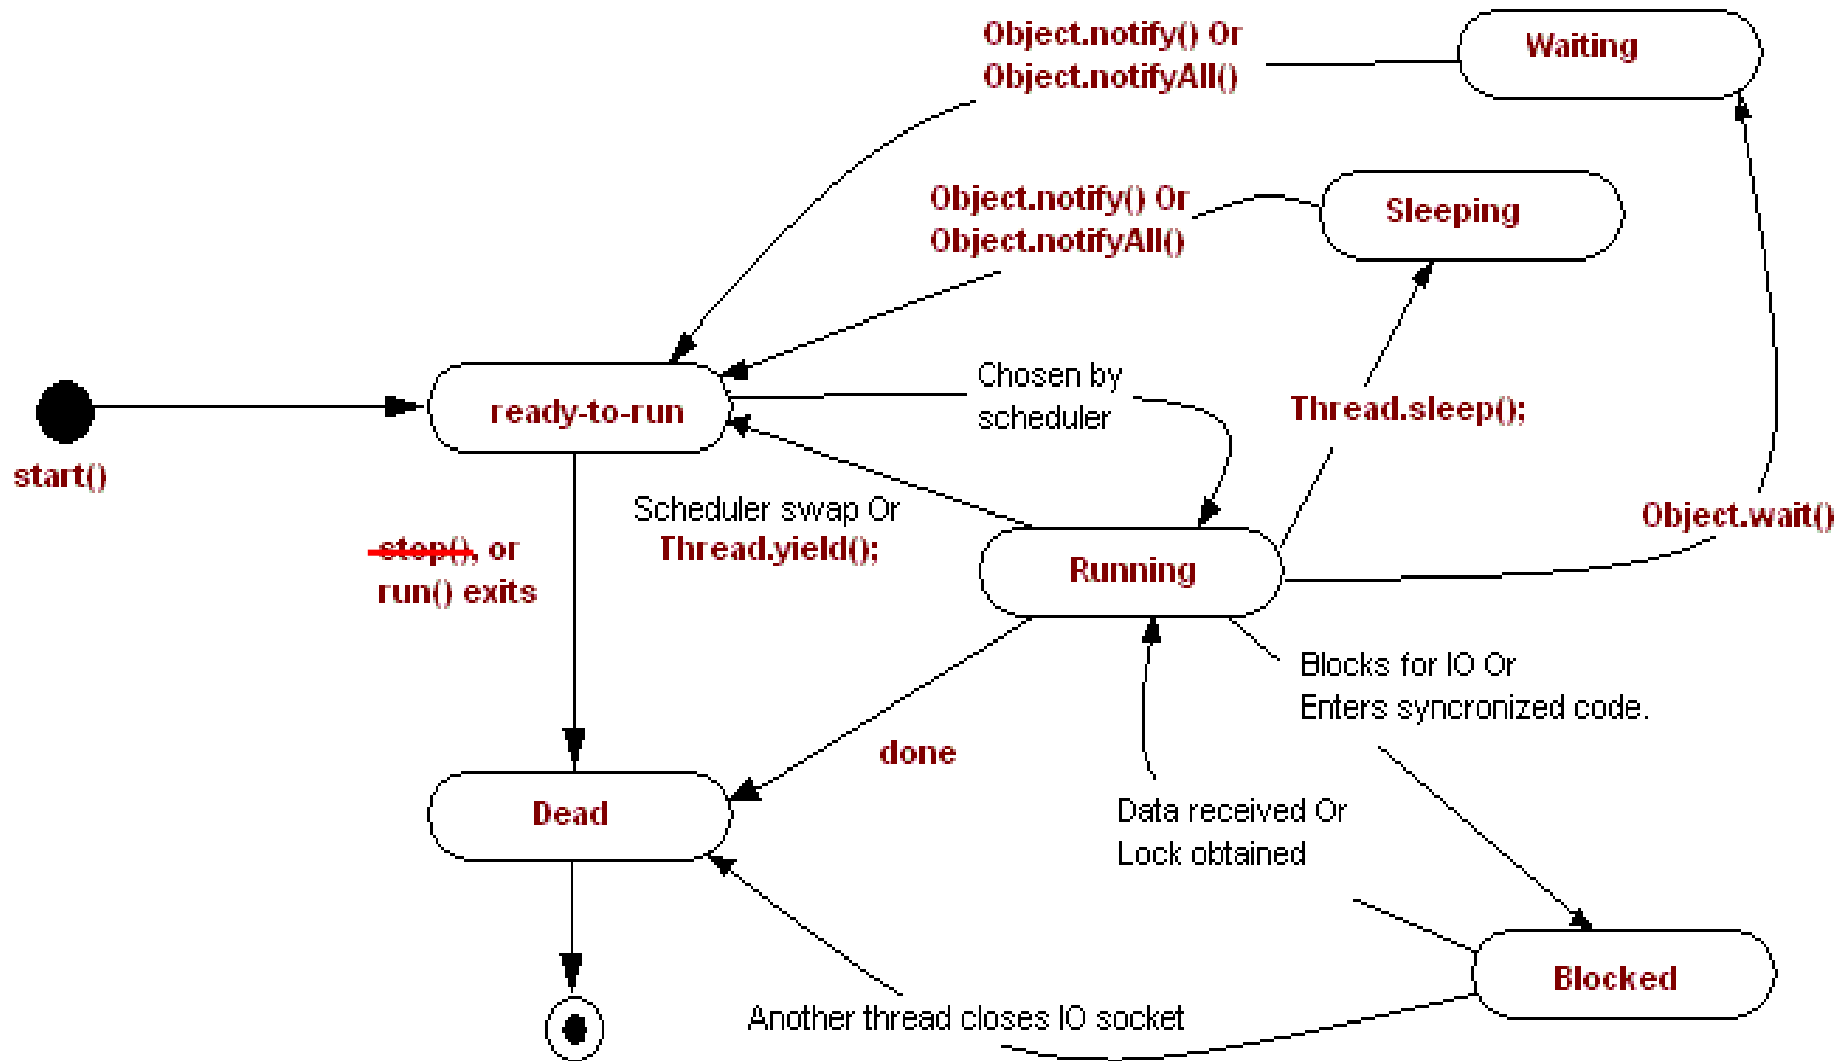 Object.notify() Or
Object.notifyAll()
Waiting
Object.notify() Or
Object.notifyAll()
Sleeping
Chosen by
scheduler
ready-to-run
Thread.sleep();
start()
Scheduler swap Or
Thread.yield();
Object.wait()
stop(), or
run() exits
Running
Blocks for IO Or
Enters syncronized code.
done
Dead
Data received Or
Lock obtained
Blocked
Another thread closes IO socket